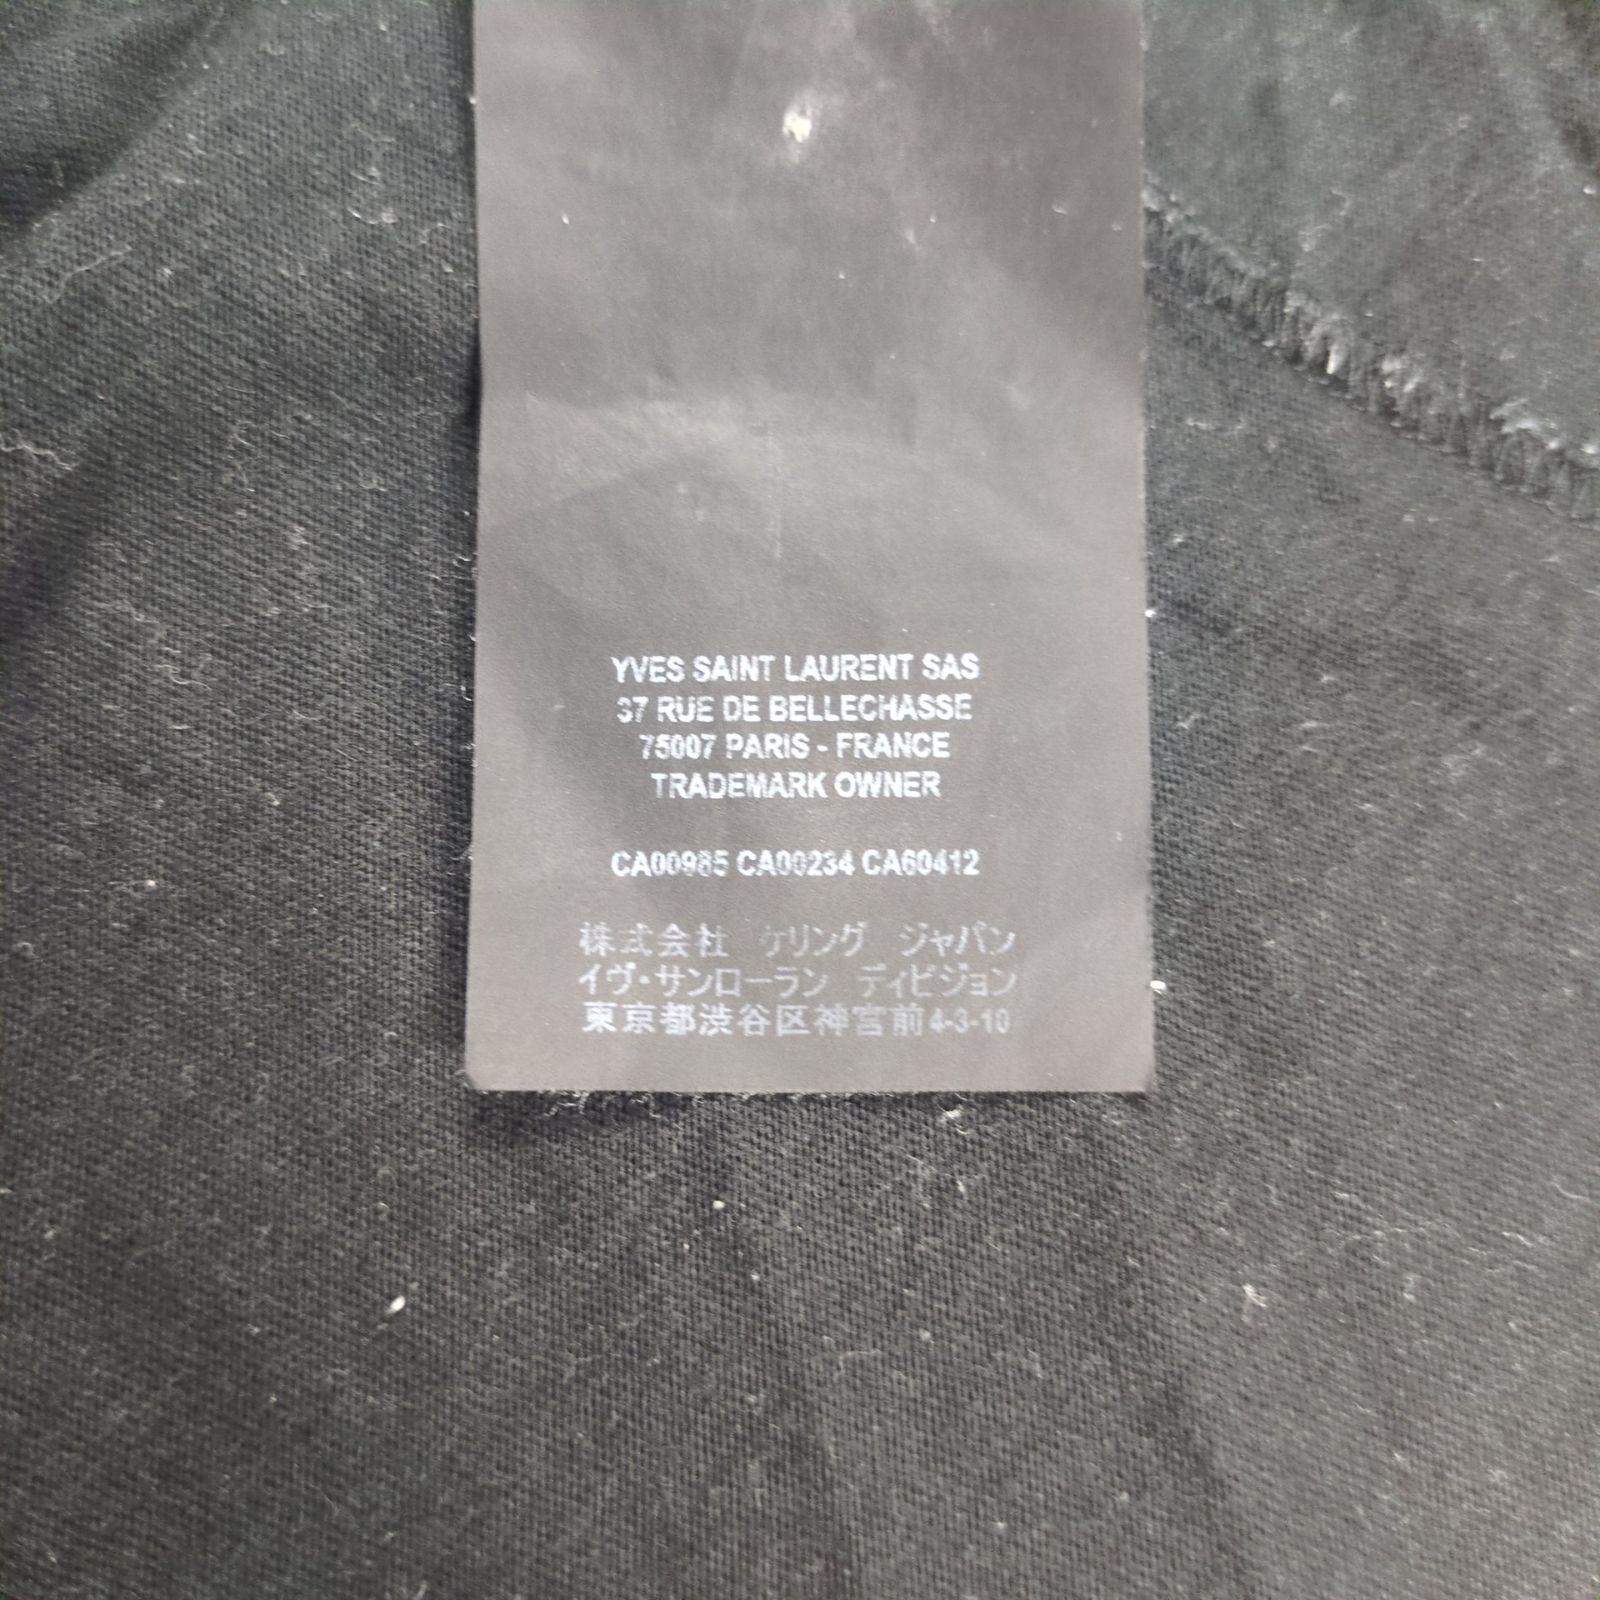 YVES SAINT LAURENT SAS
37 RUE DE BELLECHASSE
75007 PARIS - FRANCE
TRADEMARK OWNER
CA00985 CA00234 CA60412
株式会社 ケリング ジャパン
イヴ・サンローラン ディビジョン
東京都渋谷区神宮前4-3-10